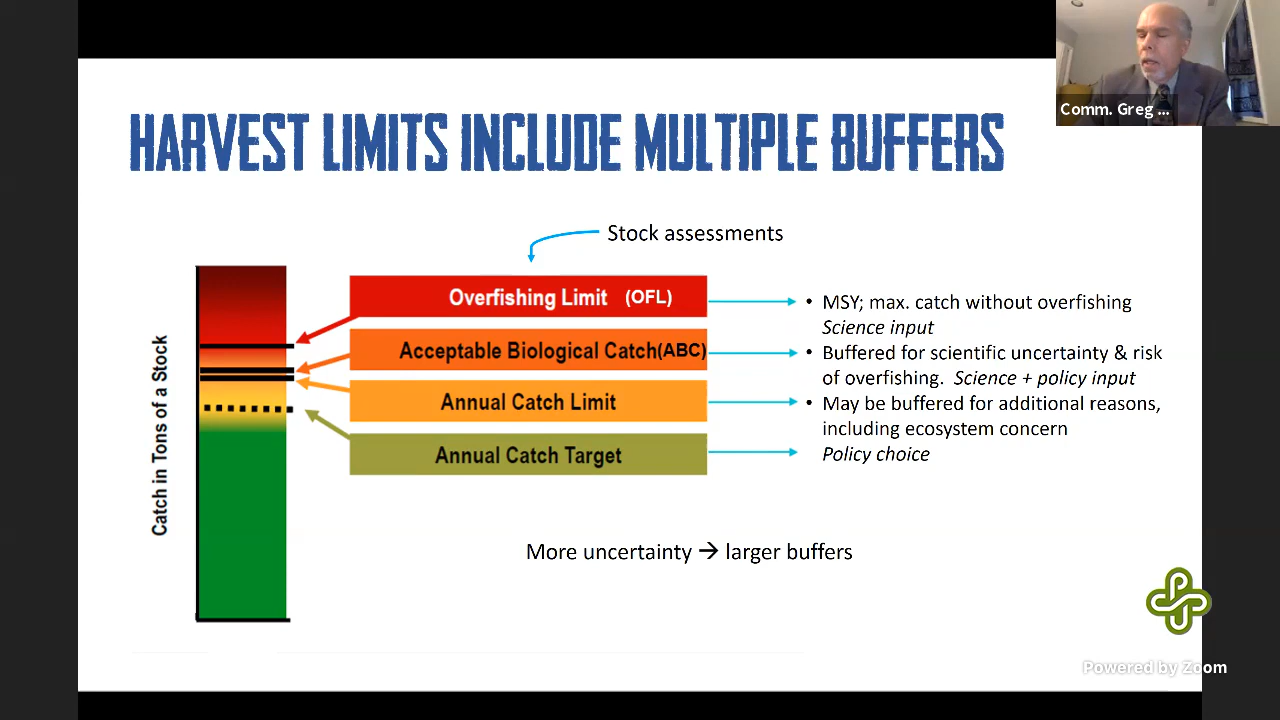 Comm. Greg ...
HARVEST LIMITS INCLUDE MULTIPLE BUFFERS
Stock assessments
Catch in Tons of a Stock
Overfishing Limit (OFL)
Acceptable Biological Catch(ABC)
Annual Catch Limit
Annual Catch Target
• MSY; max. catch without overfishing
Science input
• Buffered for scientific uncertainty & risk
of overfishing. Science + policy input
• May be buffered for additional reasons,
including ecosystem concern
Policy choice
More uncertainty → larger buffers
Powered by Zoom